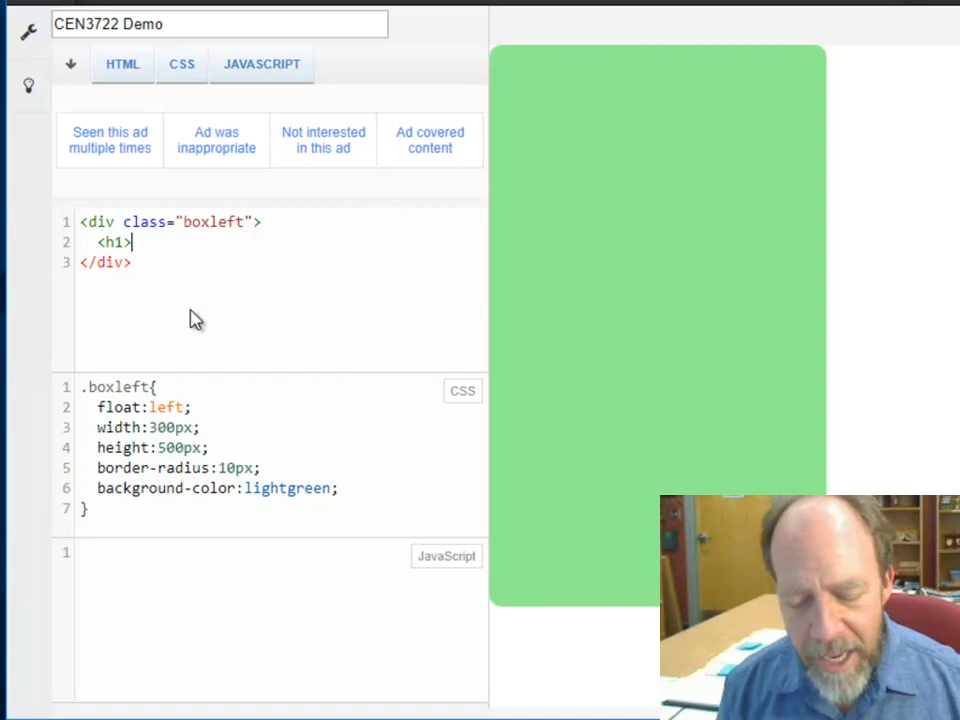 CEN3722 Demo
HTML CSS JAVASCRIPT
Seen this ad multiple times
Ad was inappropriate
Not interested in this ad
Ad covered content
1 <div class="boxleft">
2 <h1>
3 </div>
1 .boxleft{
CSS
2 float:left;
3 width:300px;
4 height:500px;
5 border-radius:10px;
6 background-color:lightgreen;
7 }
1
JavaScript